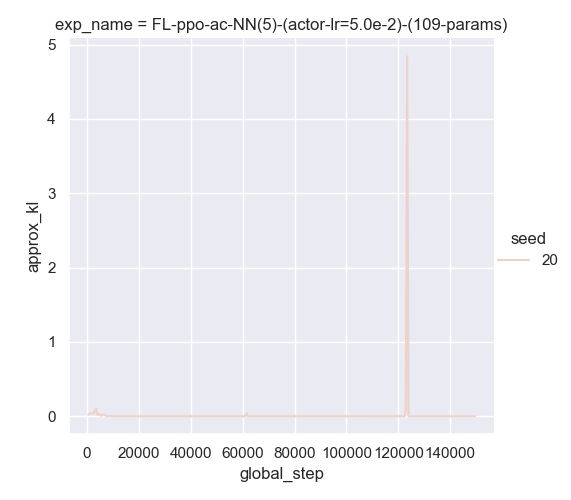 exp_name = FL-ppo-ac-NN(5)-(actor-lr=5.0e-2)-(109-params)
5
4
3
2
1
0
approx_kl
seed
20
0 20000 40000 60000 80000 100000 120000 140000
global_step